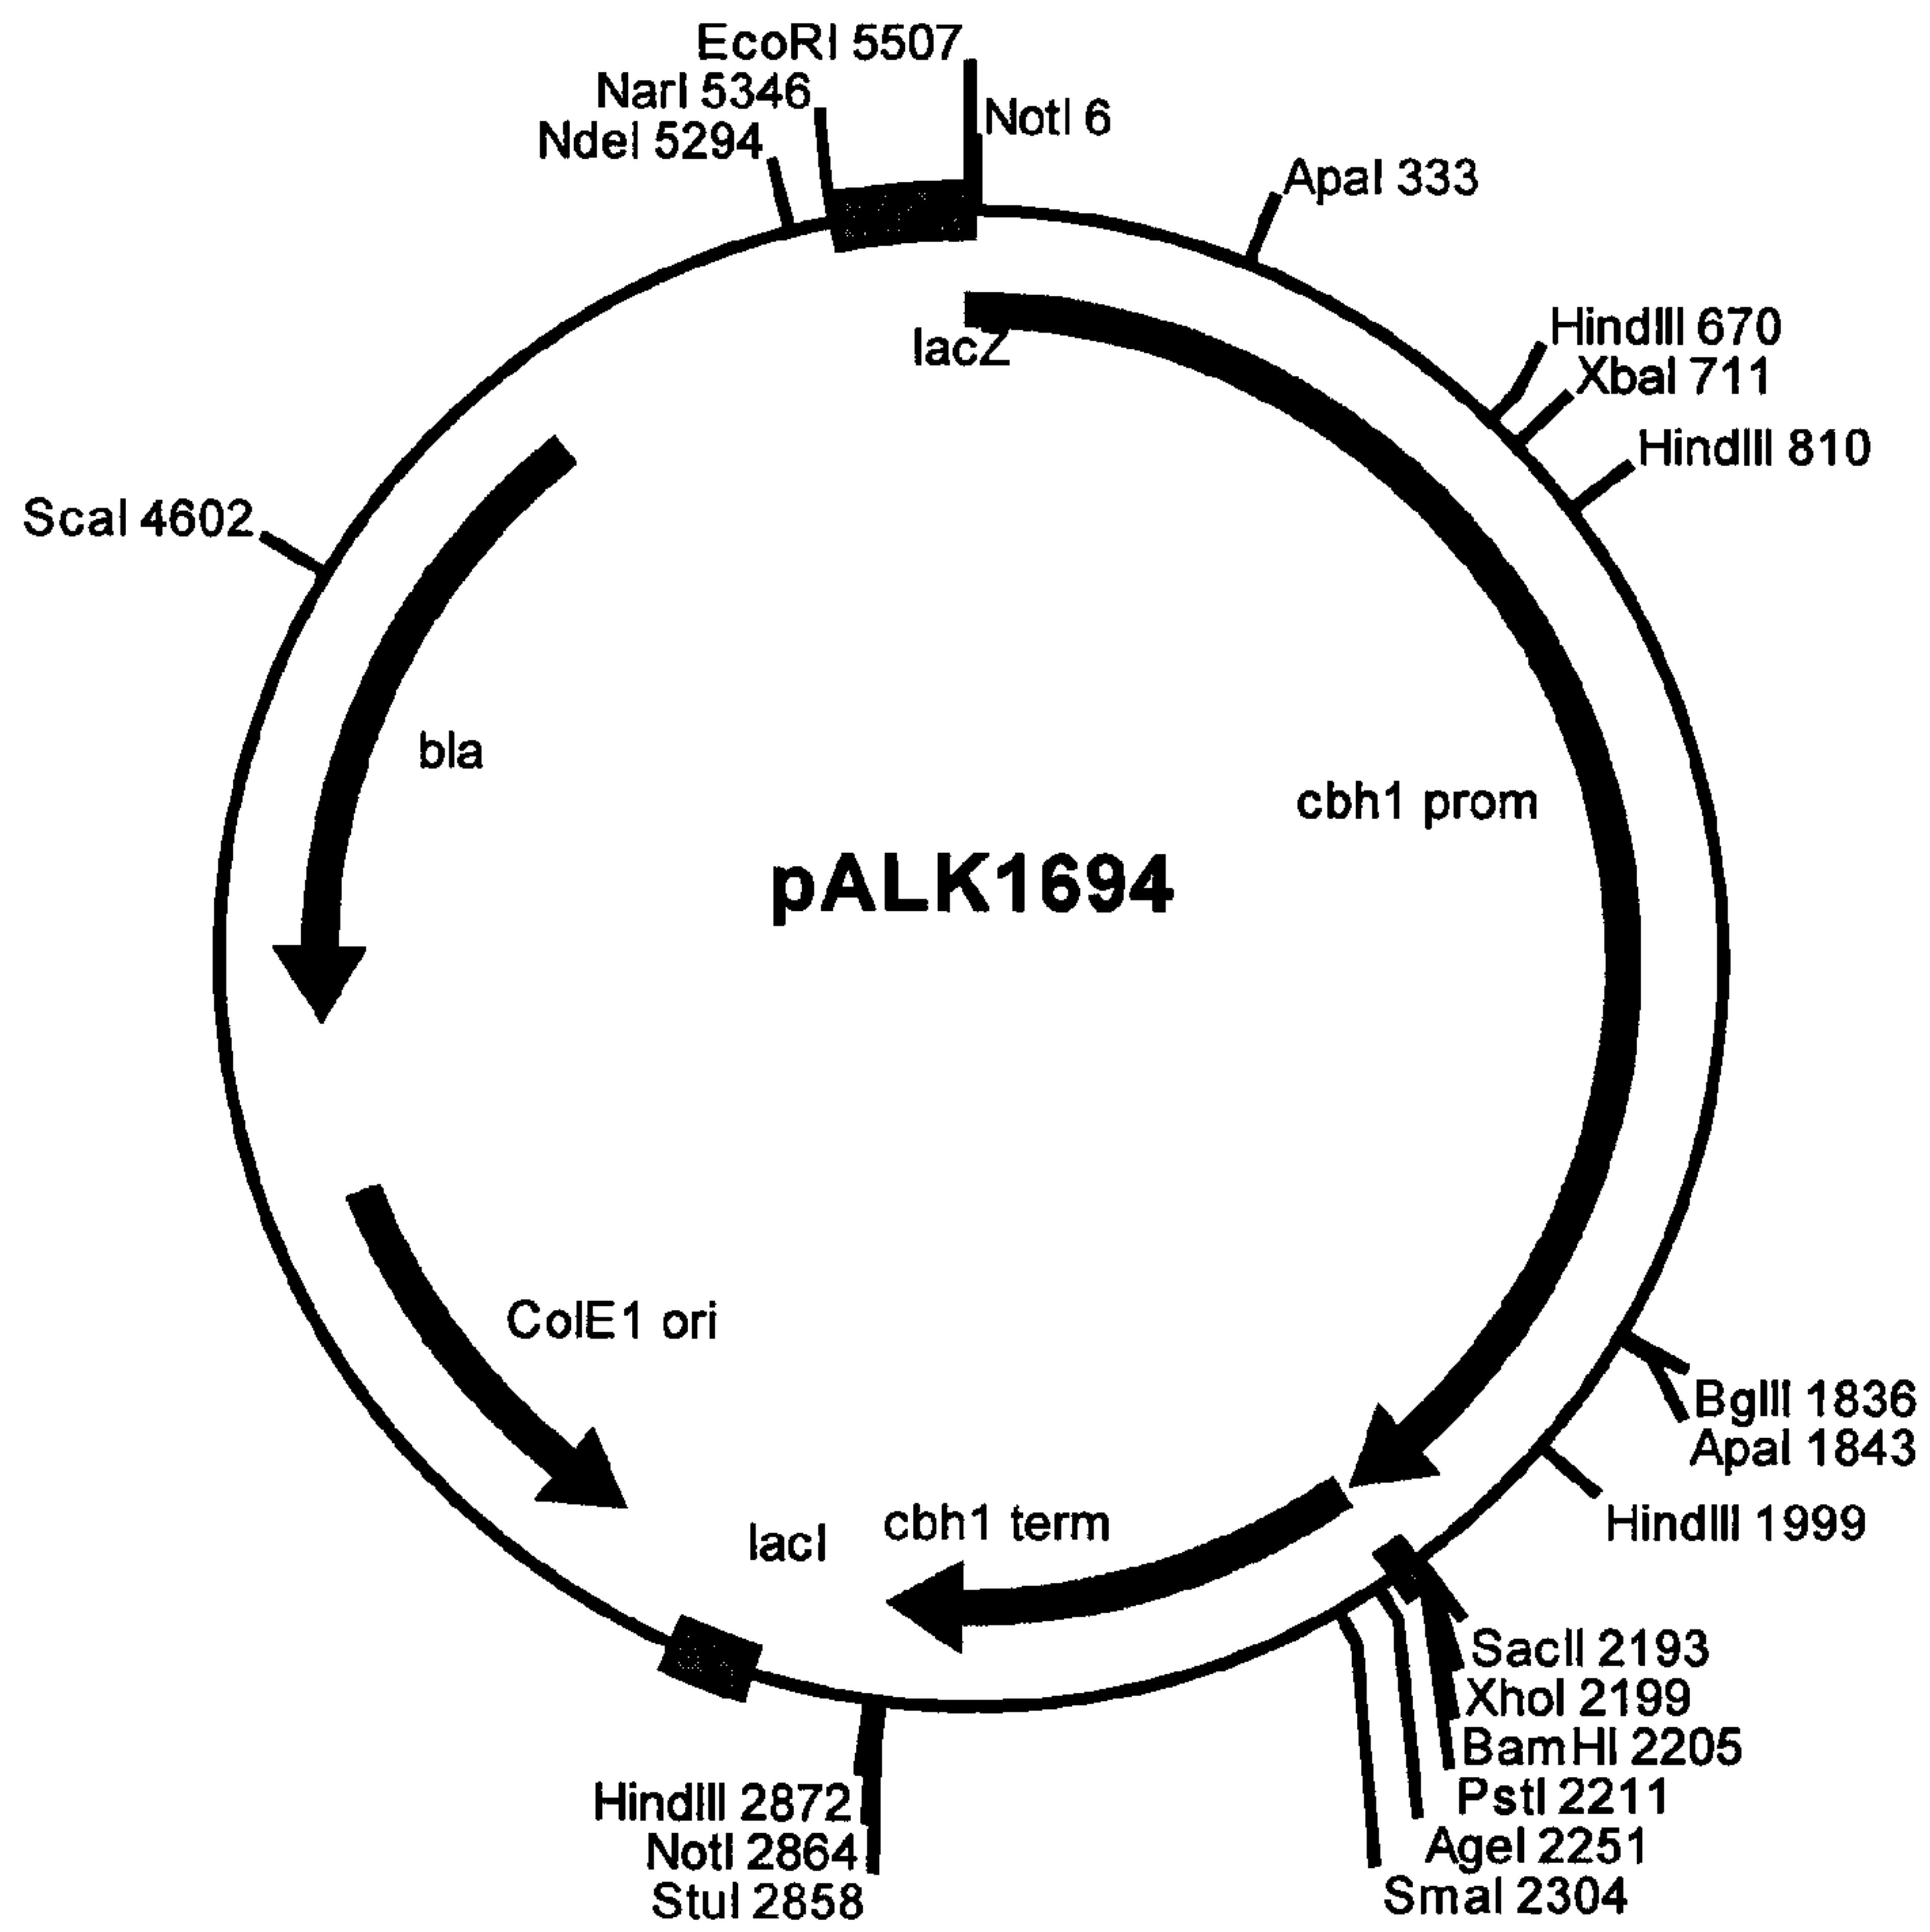 EcoRI 5507
NarI 5346
NotI 6
NdeI 5294
ApaI 333
lacZ
HindIII 670
XbaI 711
HindIII 810
ScaI 4602
bla
cbh1 prom
pALK1694
ColE1 ori
BglII 1836
ApaI 1843
HindIII 1999
cbh1 term
lacI
SacII 2193
XhoI 2199
BamHI 2205
PstI 2211
AgeI 2251
SmaI 2304
HindIII 2872
NotI 2864
StuI 2858